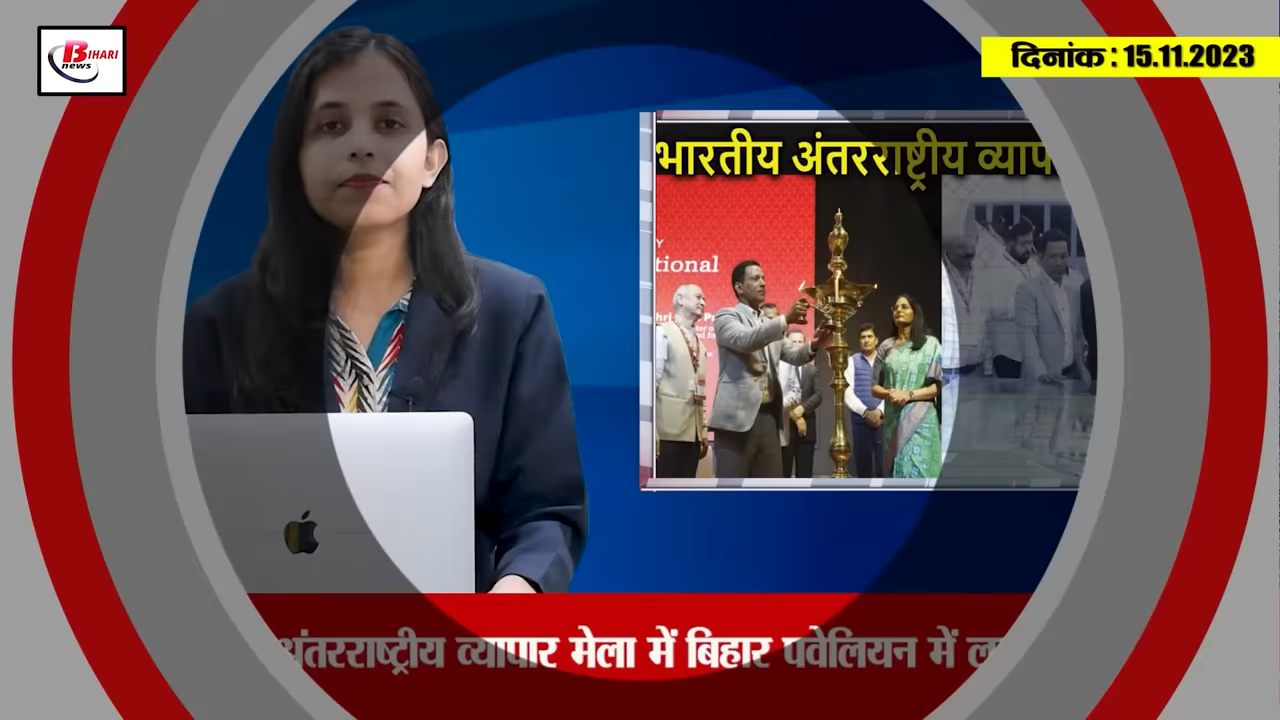 BIHARI
news
दिनांक : 15.11.2023
भारतीय अंतरराष्ट्रीय
tional
अंतरराष्ट्रीय व्यापार मेला में बिहार पवेलियन में